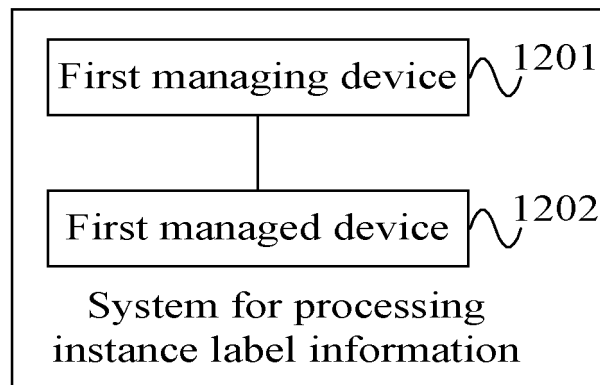 First managing device
1201
First managed device
1202
System for processing
instance label information